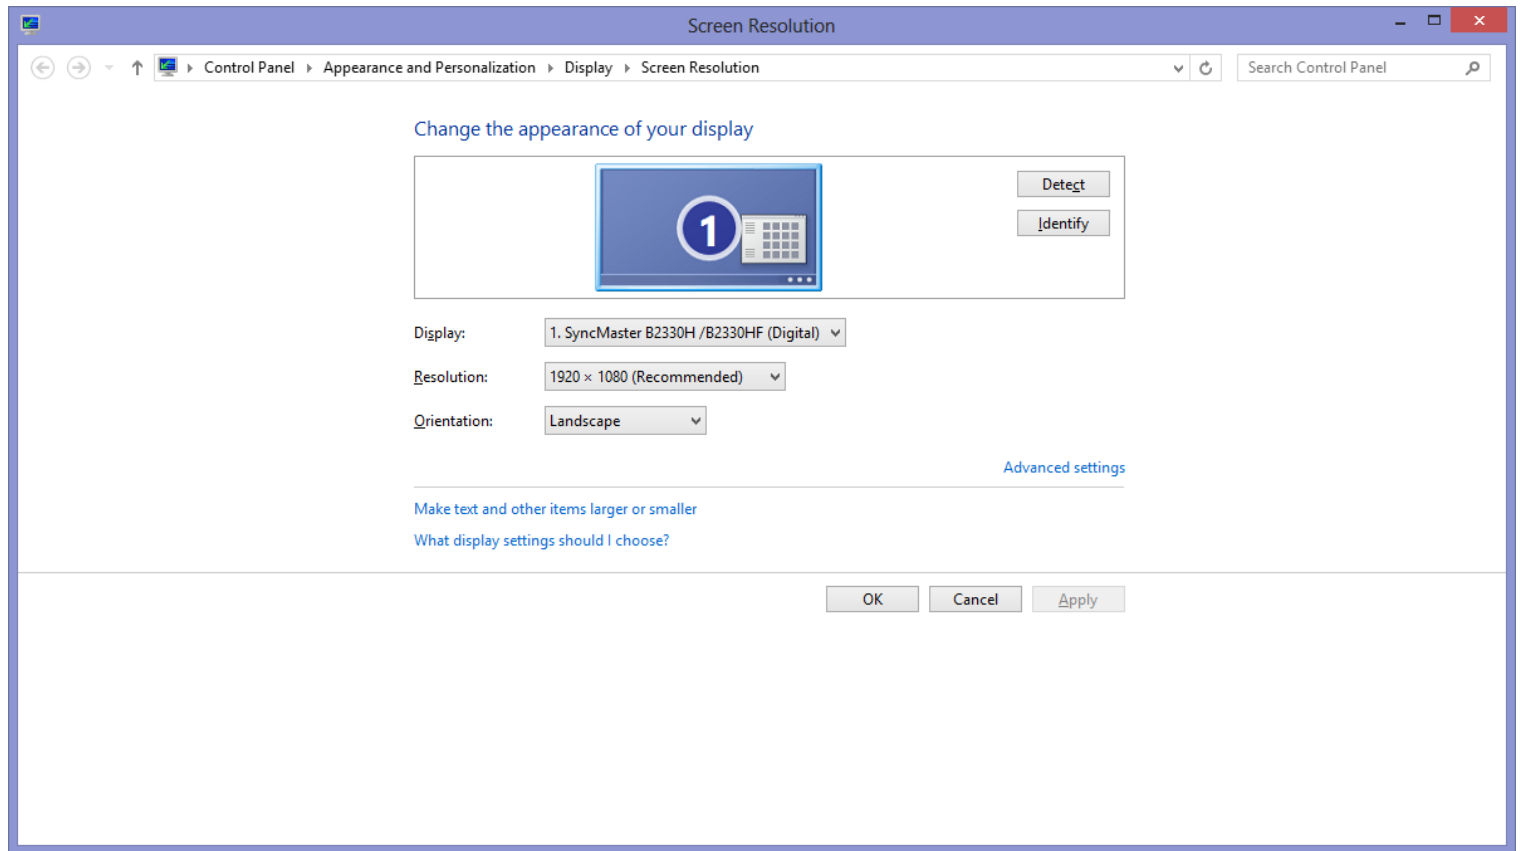 Screen Resolution
Control Panel Appearance and Personalization Display Screen Resolution Search Control Panel
Change the appearance of your display
1
Detect
Identify
Display: 1. SyncMaster B2330H /B2330HF (Digital)
Resolution: 1920 × 1080 (Recommended)
Orientation: Landscape
Advanced settings
Make text and other items larger or smaller
What display settings should I choose?
OK Cancel Apply